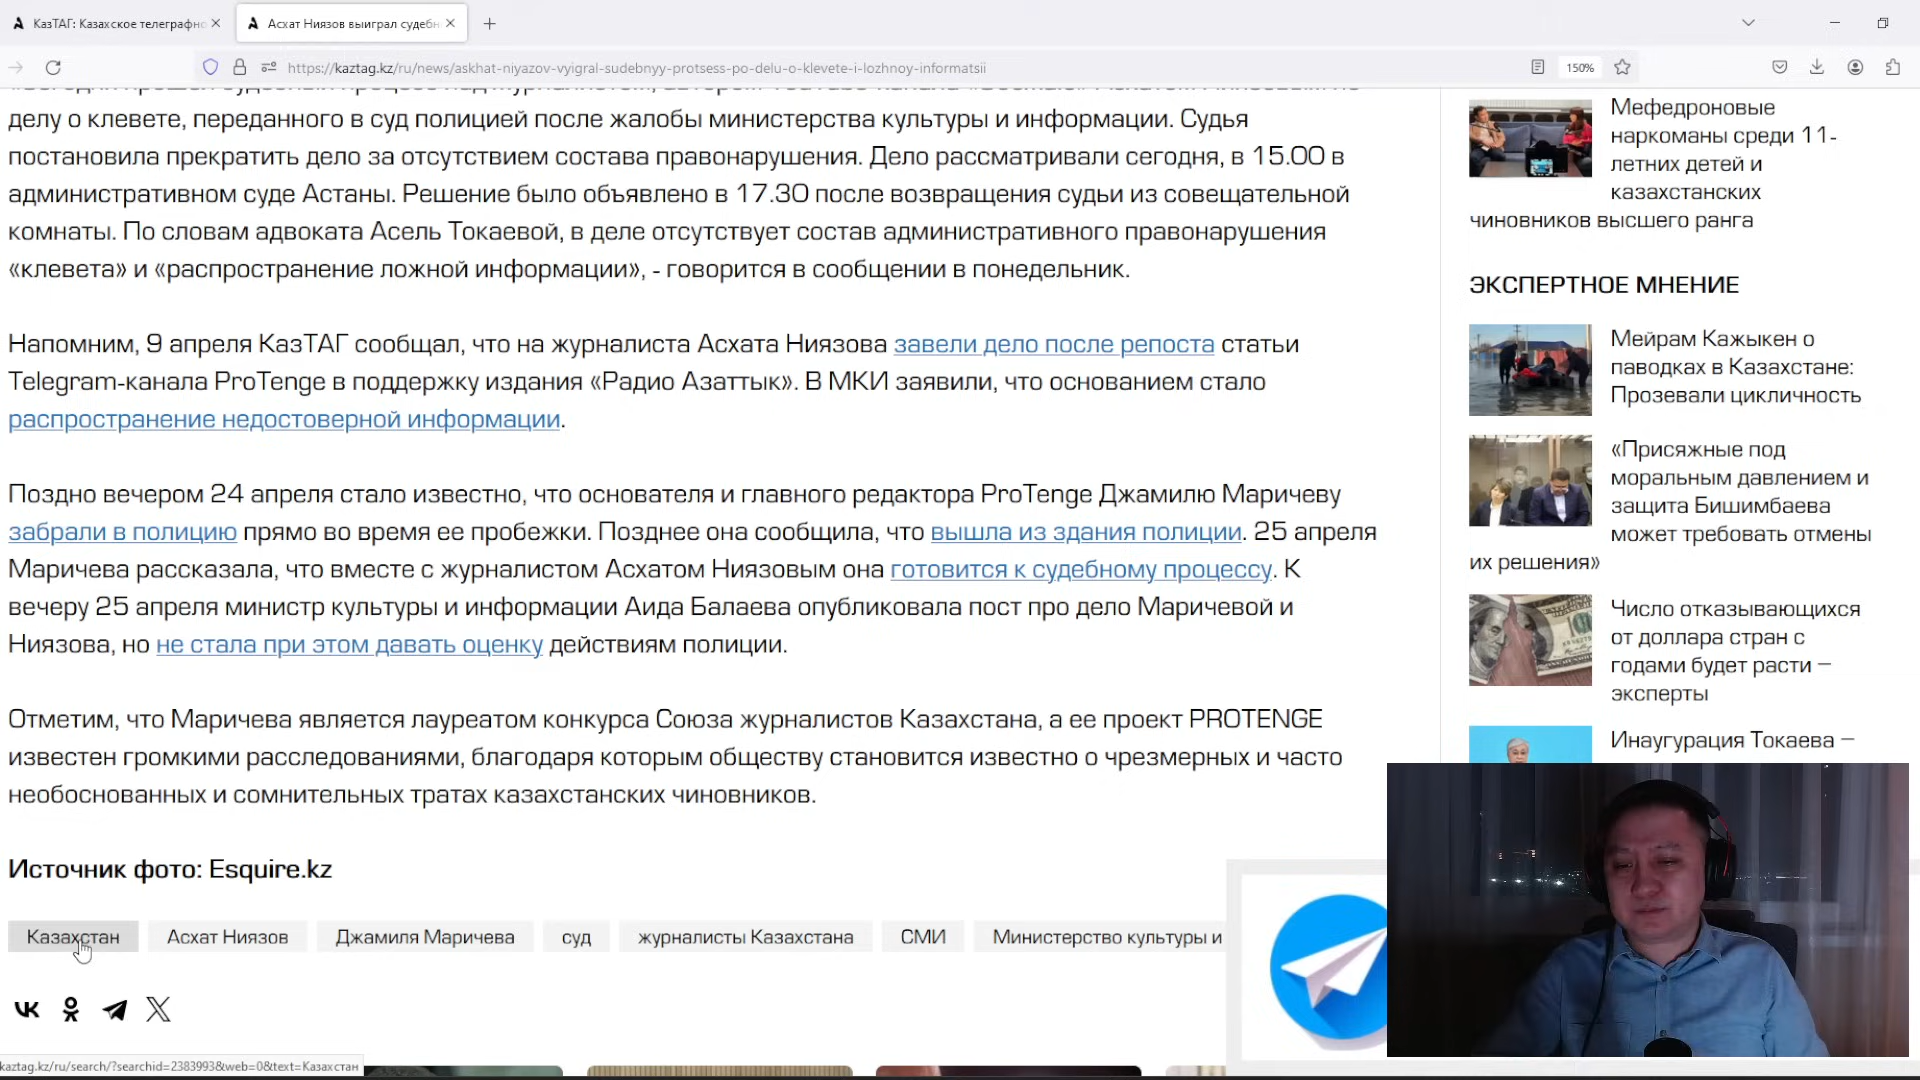 КазТАГ: Казахское телеграфно
Асхат Ниязов выиграл судебн
https://kaztag.kz/ru/news/askhat-niyazov-vyigral-sudebnyy-protsess-po-delu-o-klevete-i-lozhnoy-informatsii
150%
делу о клевете, переданного в суд полицией после жалобы министерства культуры и информации. Судья
постановила прекратить дело за отсутствием состава правонарушения. Дело рассматривали сегодня, в 15.00 в
административном суде Астаны. Решение было объявлено в 17.30 после возвращения судьи из совещательной
комнаты. По словам адвоката Асель Токаевой, в деле отсутствует состав административного правонарушения
«клевета» и «распространение ложной информации», - говорится в сообщении в понедельник.
Напомним, 9 апреля КазТАГ сообщал, что на журналиста Асхата Ниязова завели дело после репоста статьи
Telegram-канала ProTenge в поддержку издания «Радио Азаттык». В МКИ заявили, что основанием стало
распространение недостоверной информации.
Поздно вечером 24 апреля стало известно, что основателя и главного редактора ProTenge Джамилю Маричеву
забрали в полицию прямо во время ее пробежки. Позднее она сообщила, что вышла из здания полиции. 25 апреля
Маричева рассказала, что вместе с журналистом Асхатом Ниязовым она готовится к судебному процессу. К
вечеру 25 апреля министр культуры и информации Аида Балаева опубликовала пост про дело Маричевой и
Ниязова, но не стала при этом давать оценку действиям полиции.
Отметим, что Маричева является лауреатом конкурса Союза журналистов Казахстана, а ее проект PROTENGE
известен громкими расследованиями, благодаря которым обществу становится известно о чрезмерных и часто
необоснованных и сомнительных тратах казахстанских чиновников.
Источник фото: Esquire.kz
Казахстан
Асхат Ниязов
Джамиля Маричева
суд
журналисты Казахстана
СМИ
Министерство культуры и
kaztag.kz/ru/search/?searchid=2383993&web=0&text=Казахстан
Мефедроновые
наркоманы среди 11-
летних детей и
казахстанских
чиновников высшего ранга
ЭКСПЕРТНОЕ МНЕНИЕ
Мейрам Кажыкен о
паводках в Казахстане:
Прозевали цикличность
«Присяжные под
моральным давлением и
защита Бишимбаева
может требовать отмены
их решения»
Число отказывающихся
от доллара стран с
годами будет расти –
эксперты
Инаугурация Токаева –